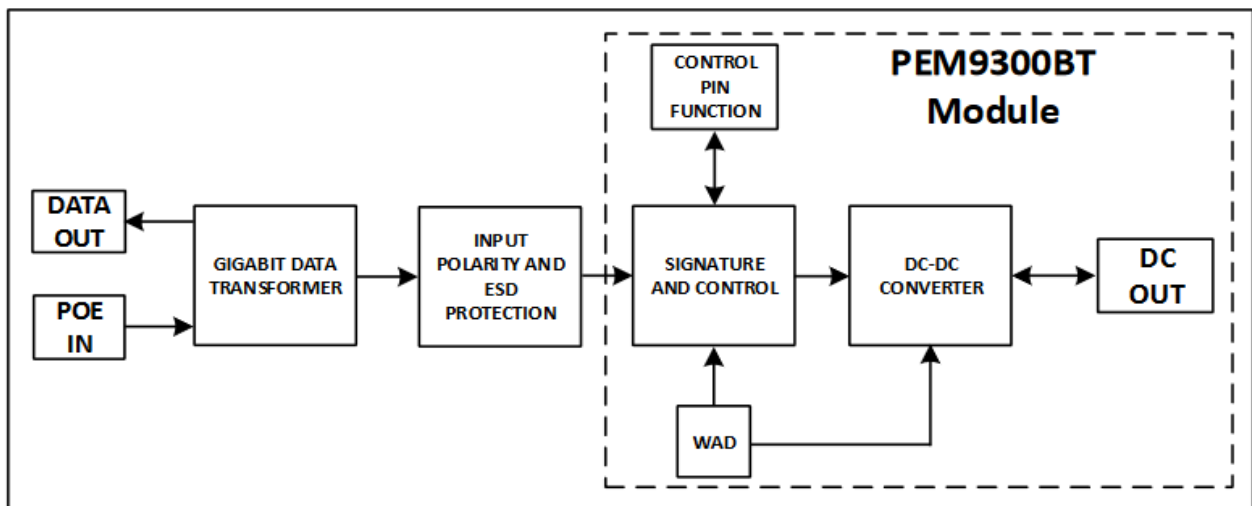 PEM9300BT
Module
CONTROL
PIN
FUNCTION
DATA
OUT
POE
IN
GIGABIT DATA
TRANSFORMER
INPUT
POLARITY AND
ESD
PROTECTION
SIGNATURE
AND CONTROL
DC-DC
CONVERTER
DC
OUT
WAD